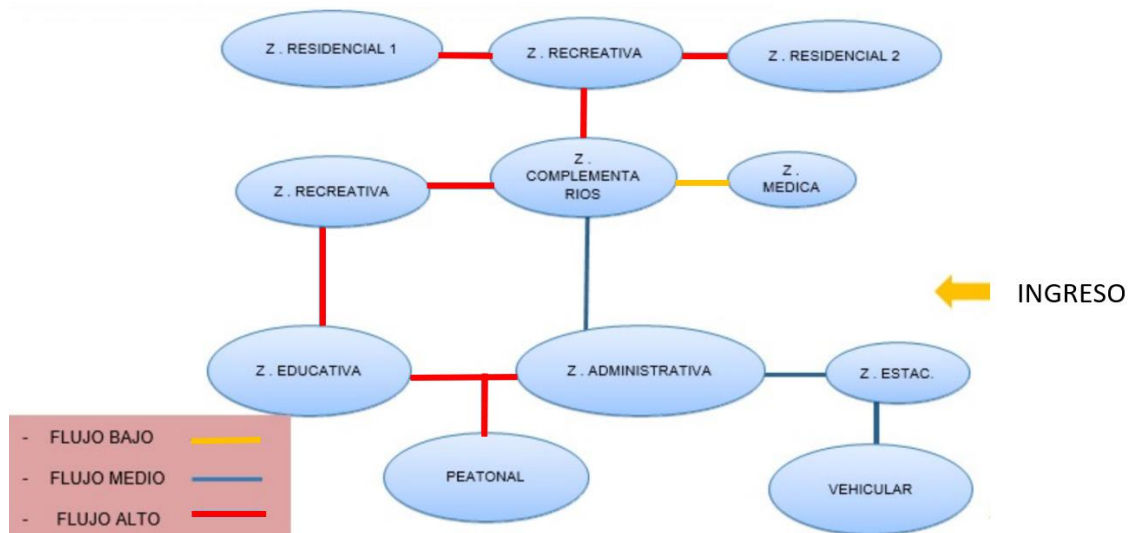 Z . RESIDENCIAL 1
Z . RECREATIVA
Z . RESIDENCIAL 2
Z . RECREATIVA
Z .
COMPLEMENTA
RIOS
Z .
MEDICA
INGRESO
Z . EDUCATIVA
Z . ADMINISTRATIVA
Z . ESTAC.
- FLUJO BAJO
- FLUJO MEDIO
- FLUJO ALTO
PEATONAL
VEHICULAR